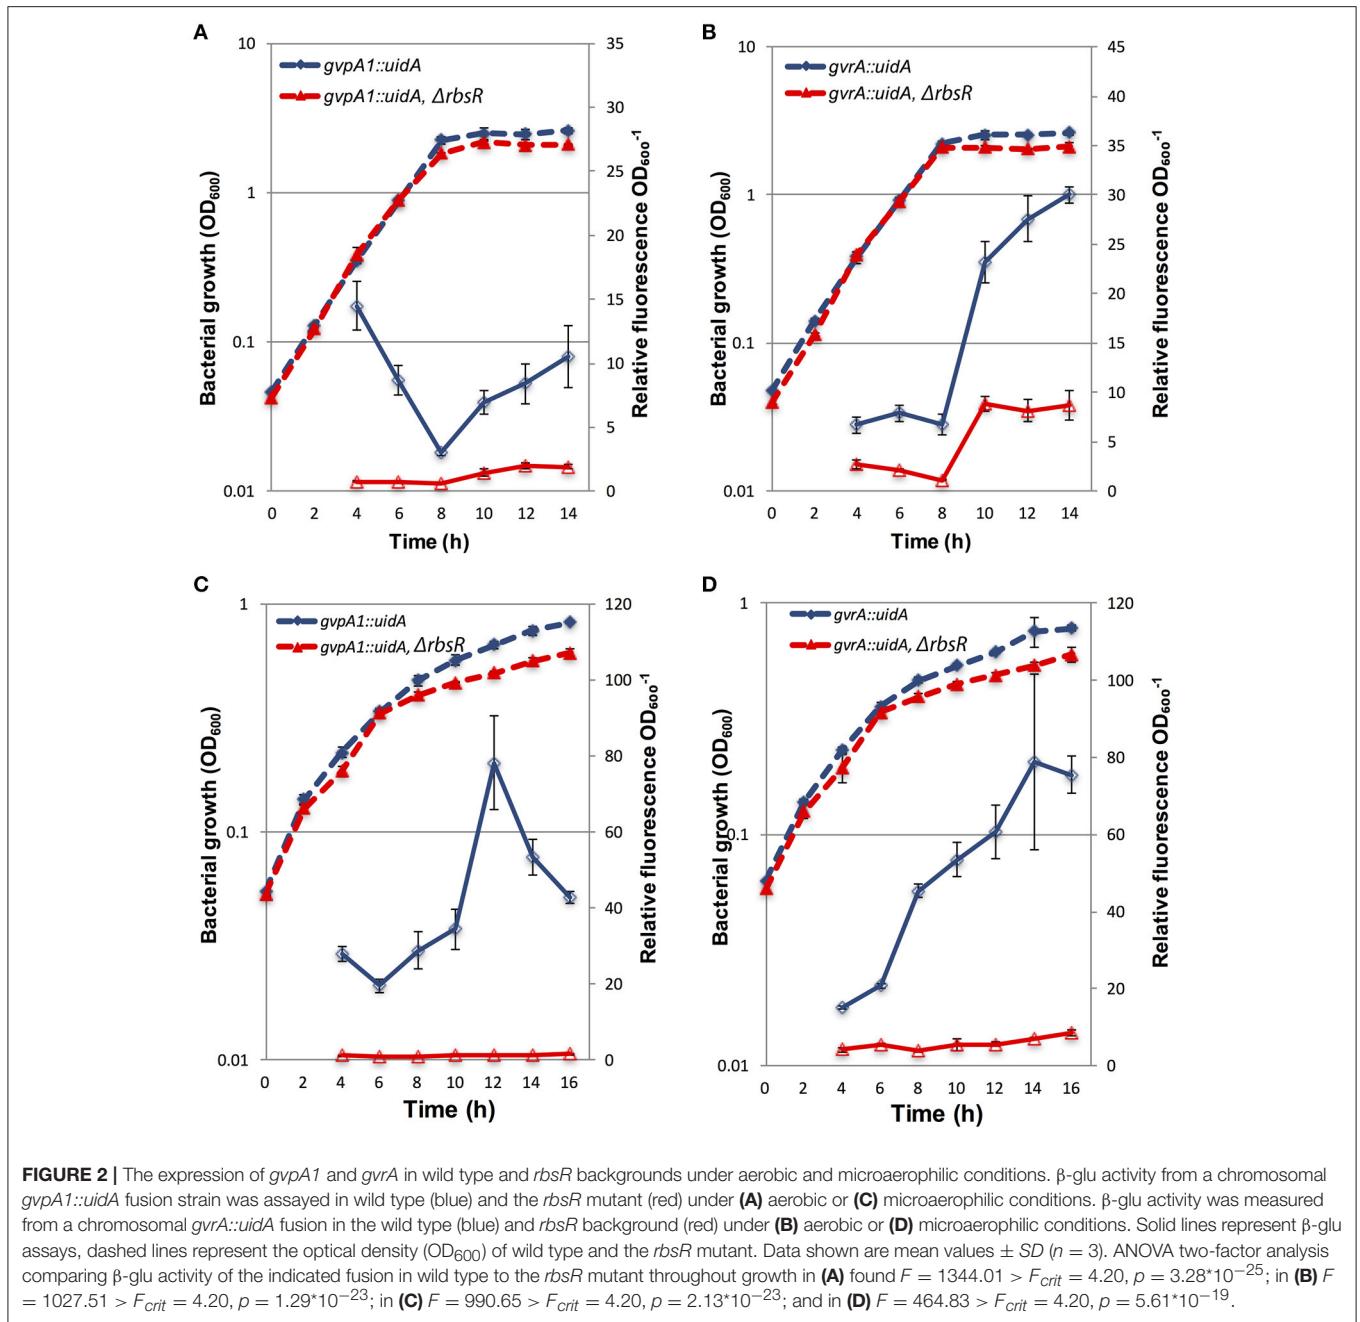 A
10
1
0.1
0.01
35
30
25
20
15
10
5
0
gvpA1::uidA
gvpA1::uidA, ΔrbsR
Bacterial growth (OD600)
Relative fluorescence OD600-1
0 2 4 6 8 10 12 14
Time (h)
B
10
1
0.1
0.01
45
40
35
30
25
20
15
10
5
0
gvrA::uidA
gvrA::uidA, ΔrbsR
Bacterial growth (OD600)
Relative fluorescence OD600-1
0 2 4 6 8 10 12 14
Time (h)
C
1
0.1
0.01
120
100
80
60
40
20
0
gvpA1::uidA
gvpA1::uidA, ΔrbsR
Bacterial growth (OD600)
Relative fluorescence OD600-1
0 2 4 6 8 10 12 14 16
Time (h)
D
1
0.1
0.01
120
100
80
60
40
20
0
gvrA::uidA
gvrA::uidA, ΔrbsR
Bacterial growth (OD600)
Relative fluorescence OD600-1
0 2 4 6 8 10 12 14 16
Time (h)
FIGURE 2 | The expression of gvpA1 and gvrA in wild type and rbsR backgrounds under aerobic and microaerophilic conditions. β-glu activity from a chromosomal
gvpA1::uidA fusion strain was assayed in wild type (blue) and the rbsR mutant (red) under (A) aerobic or (C) microaerophilic conditions. β-glu activity was measured
from a chromosomal gvrA::uidA fusion in the wild type (blue) and rbsR background (red) under (B) aerobic or (D) microaerophilic conditions. Solid lines represent β-glu
assays, dashed lines represent the optical density (OD600) of wild type and the rbsR mutant. Data shown are mean values ± SD (n = 3). ANOVA two-factor analysis
comparing β-glu activity of the indicated fusion in wild type to the rbsR mutant throughout growth in (A) found F = 1344.01 > Fcrit = 4.20, p = 3.28*10−25; in (B) F
= 1027.51 > Fcrit = 4.20, p = 1.29*10−23; in (C) F = 990.65 > Fcrit = 4.20, p = 2.13*10−23; and in (D) F = 464.83 > Fcrit = 4.20, p = 5.61*10−19.